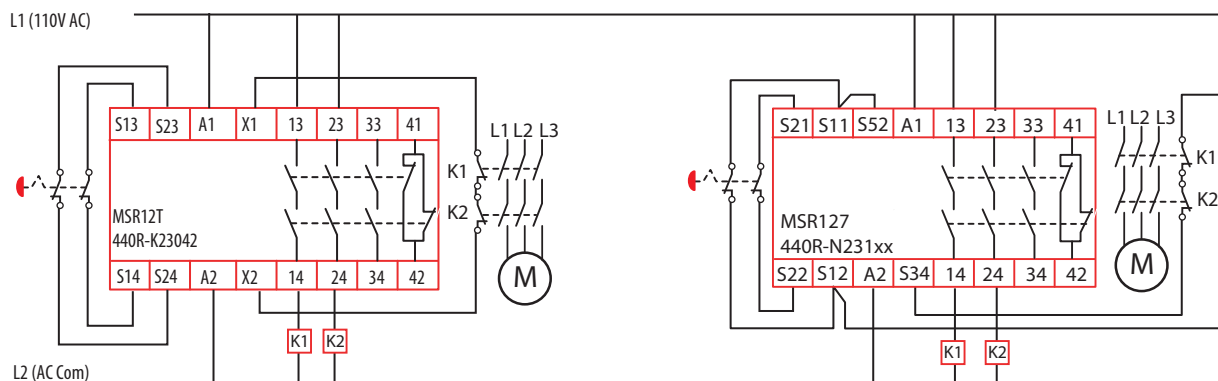 L1 (110V AC)
S13 S23 A1 X1 13 23 33 41
L1 L2 L3
K1
K2
MSR12T
440R-K23042
M
S14 S24 A2 X2 14 24 34 42
K1 K2
L2 (AC Com)
S21 S11 S52 A1 13 23 33 41
L1 L2 L3
K1
K2
MSR127
440R-N231xx
M
S22 S12 A2 S34 14 24 34 42
K1 K2